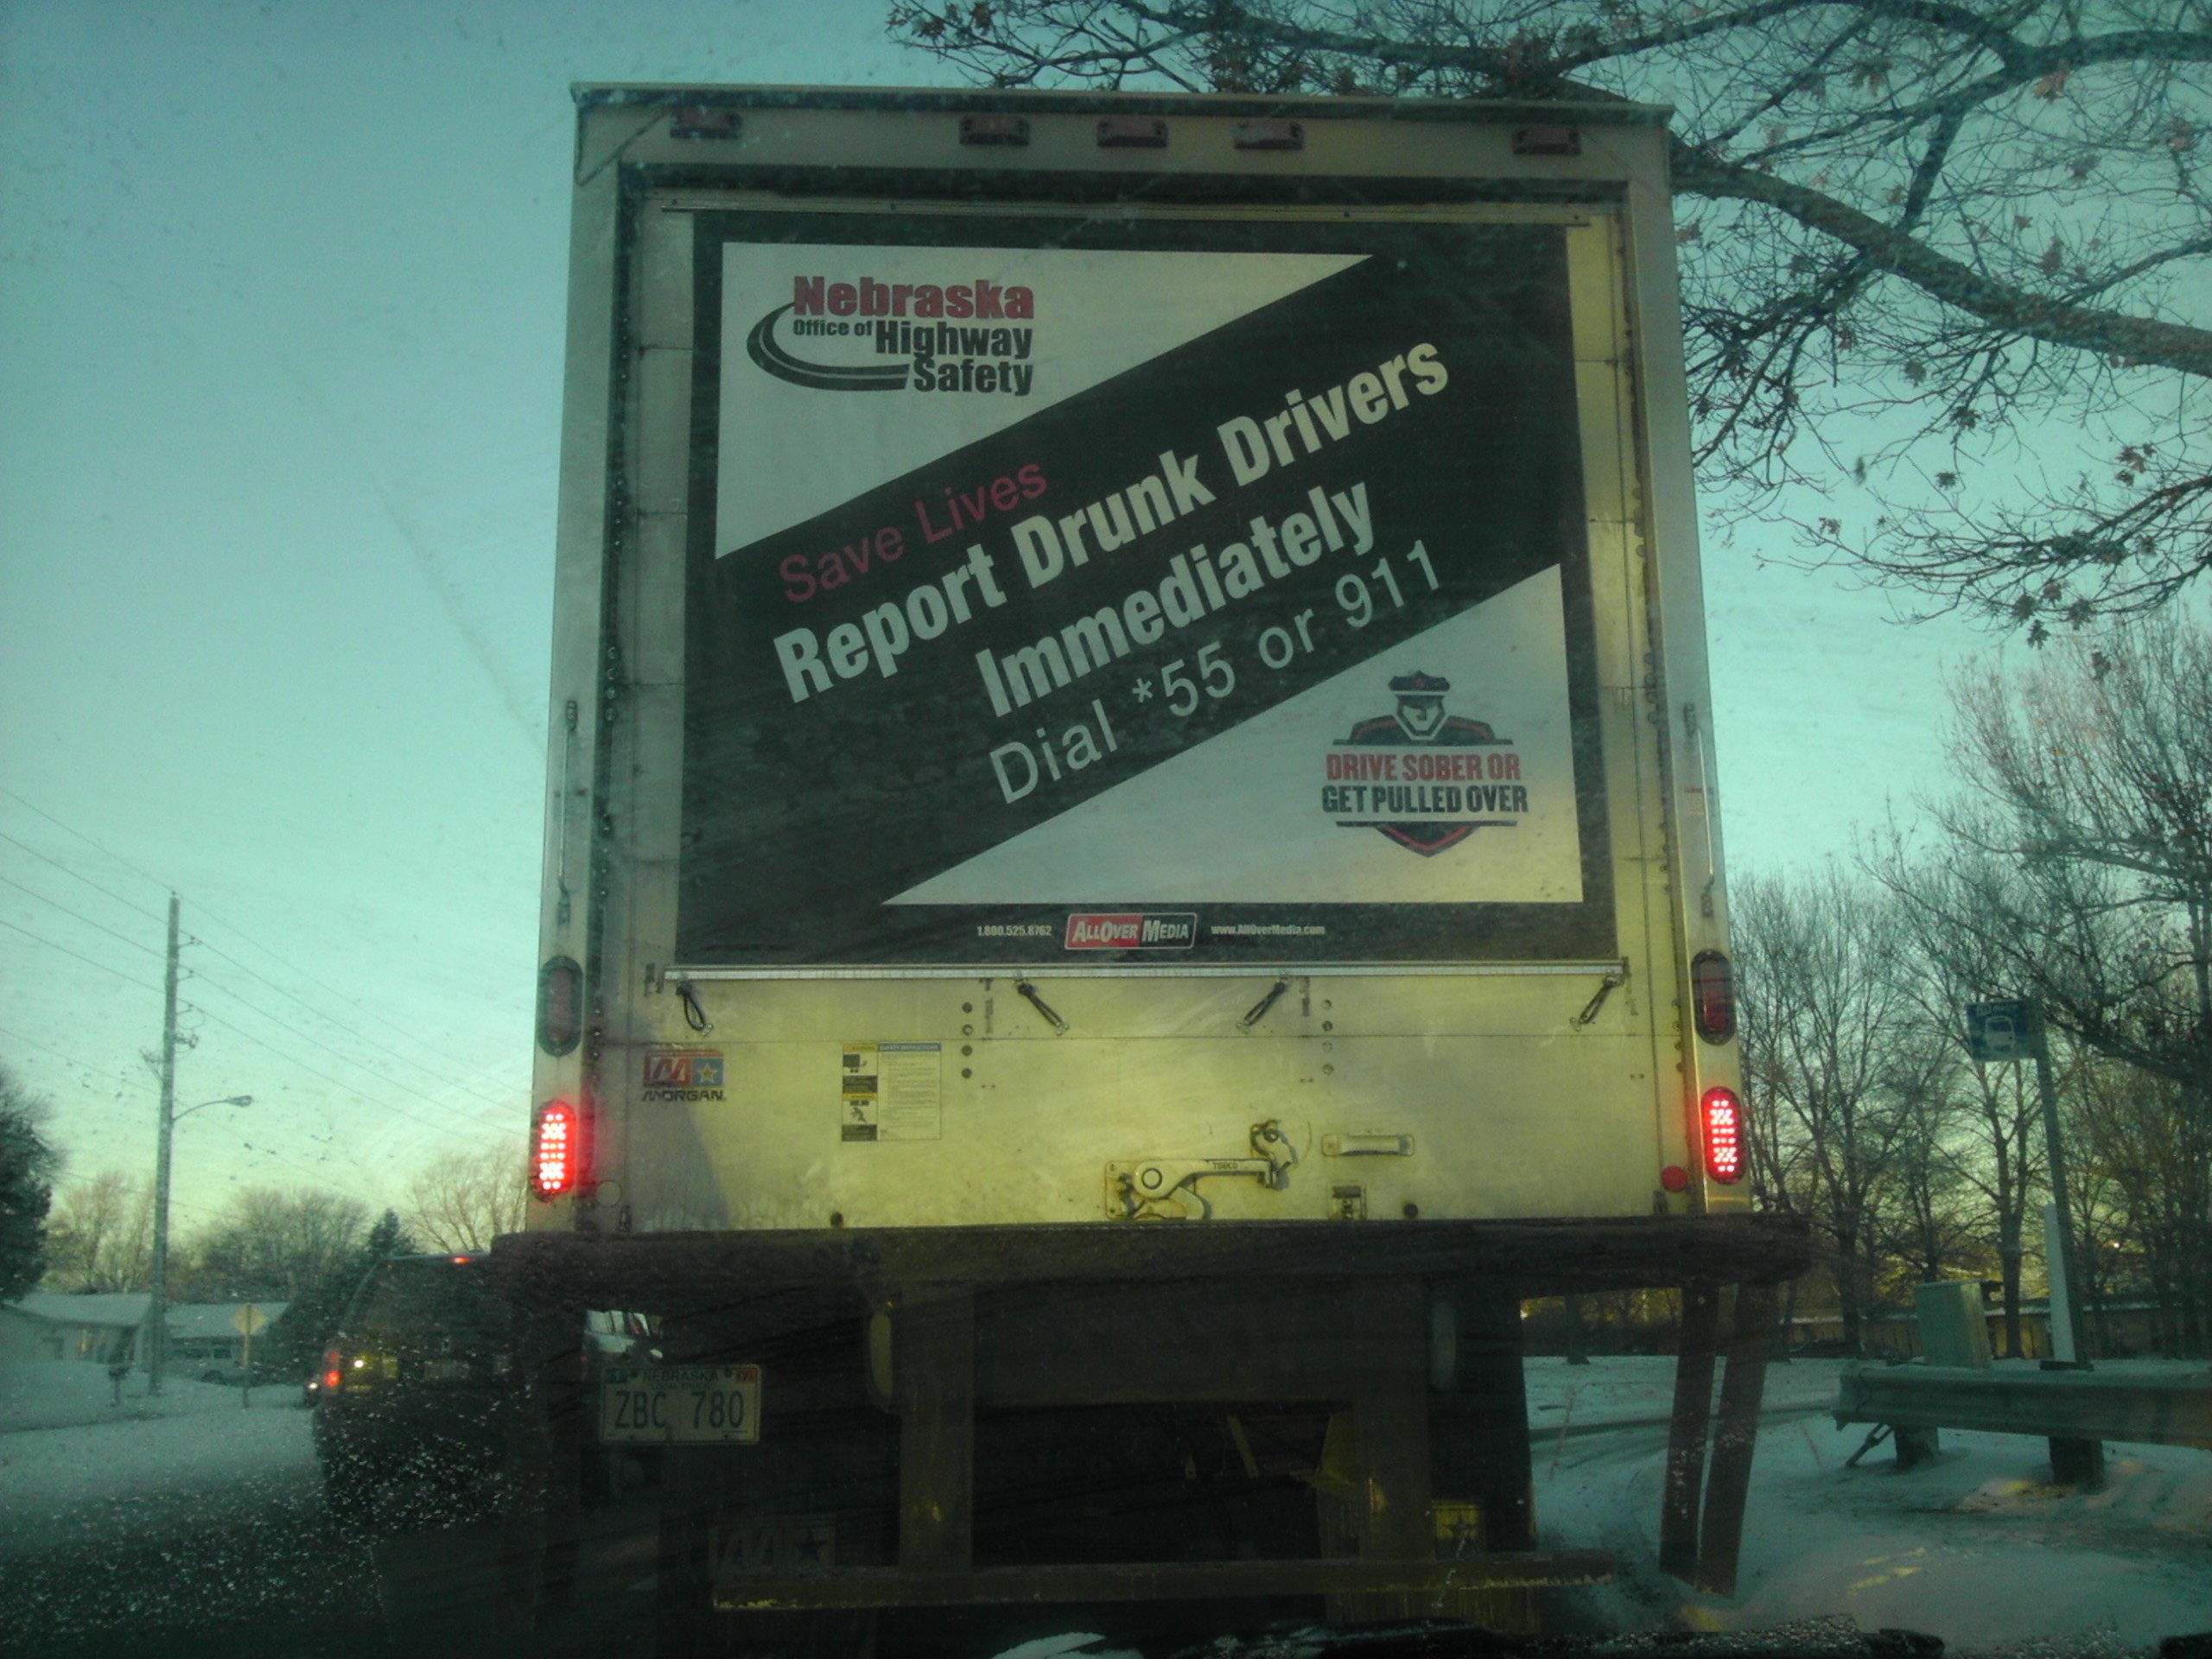 Nebraska
Office of Highway
Safety
Save Lives
Report Drunk Drivers
Immediately
Dial *55 or 911
DRIVE SOBER OR
GET PULLED OVER
1.800.525.8762 ALLOVER MEDIA www.AllOverMedia.com
MORGAN
NEBRASKA
ZBC 780